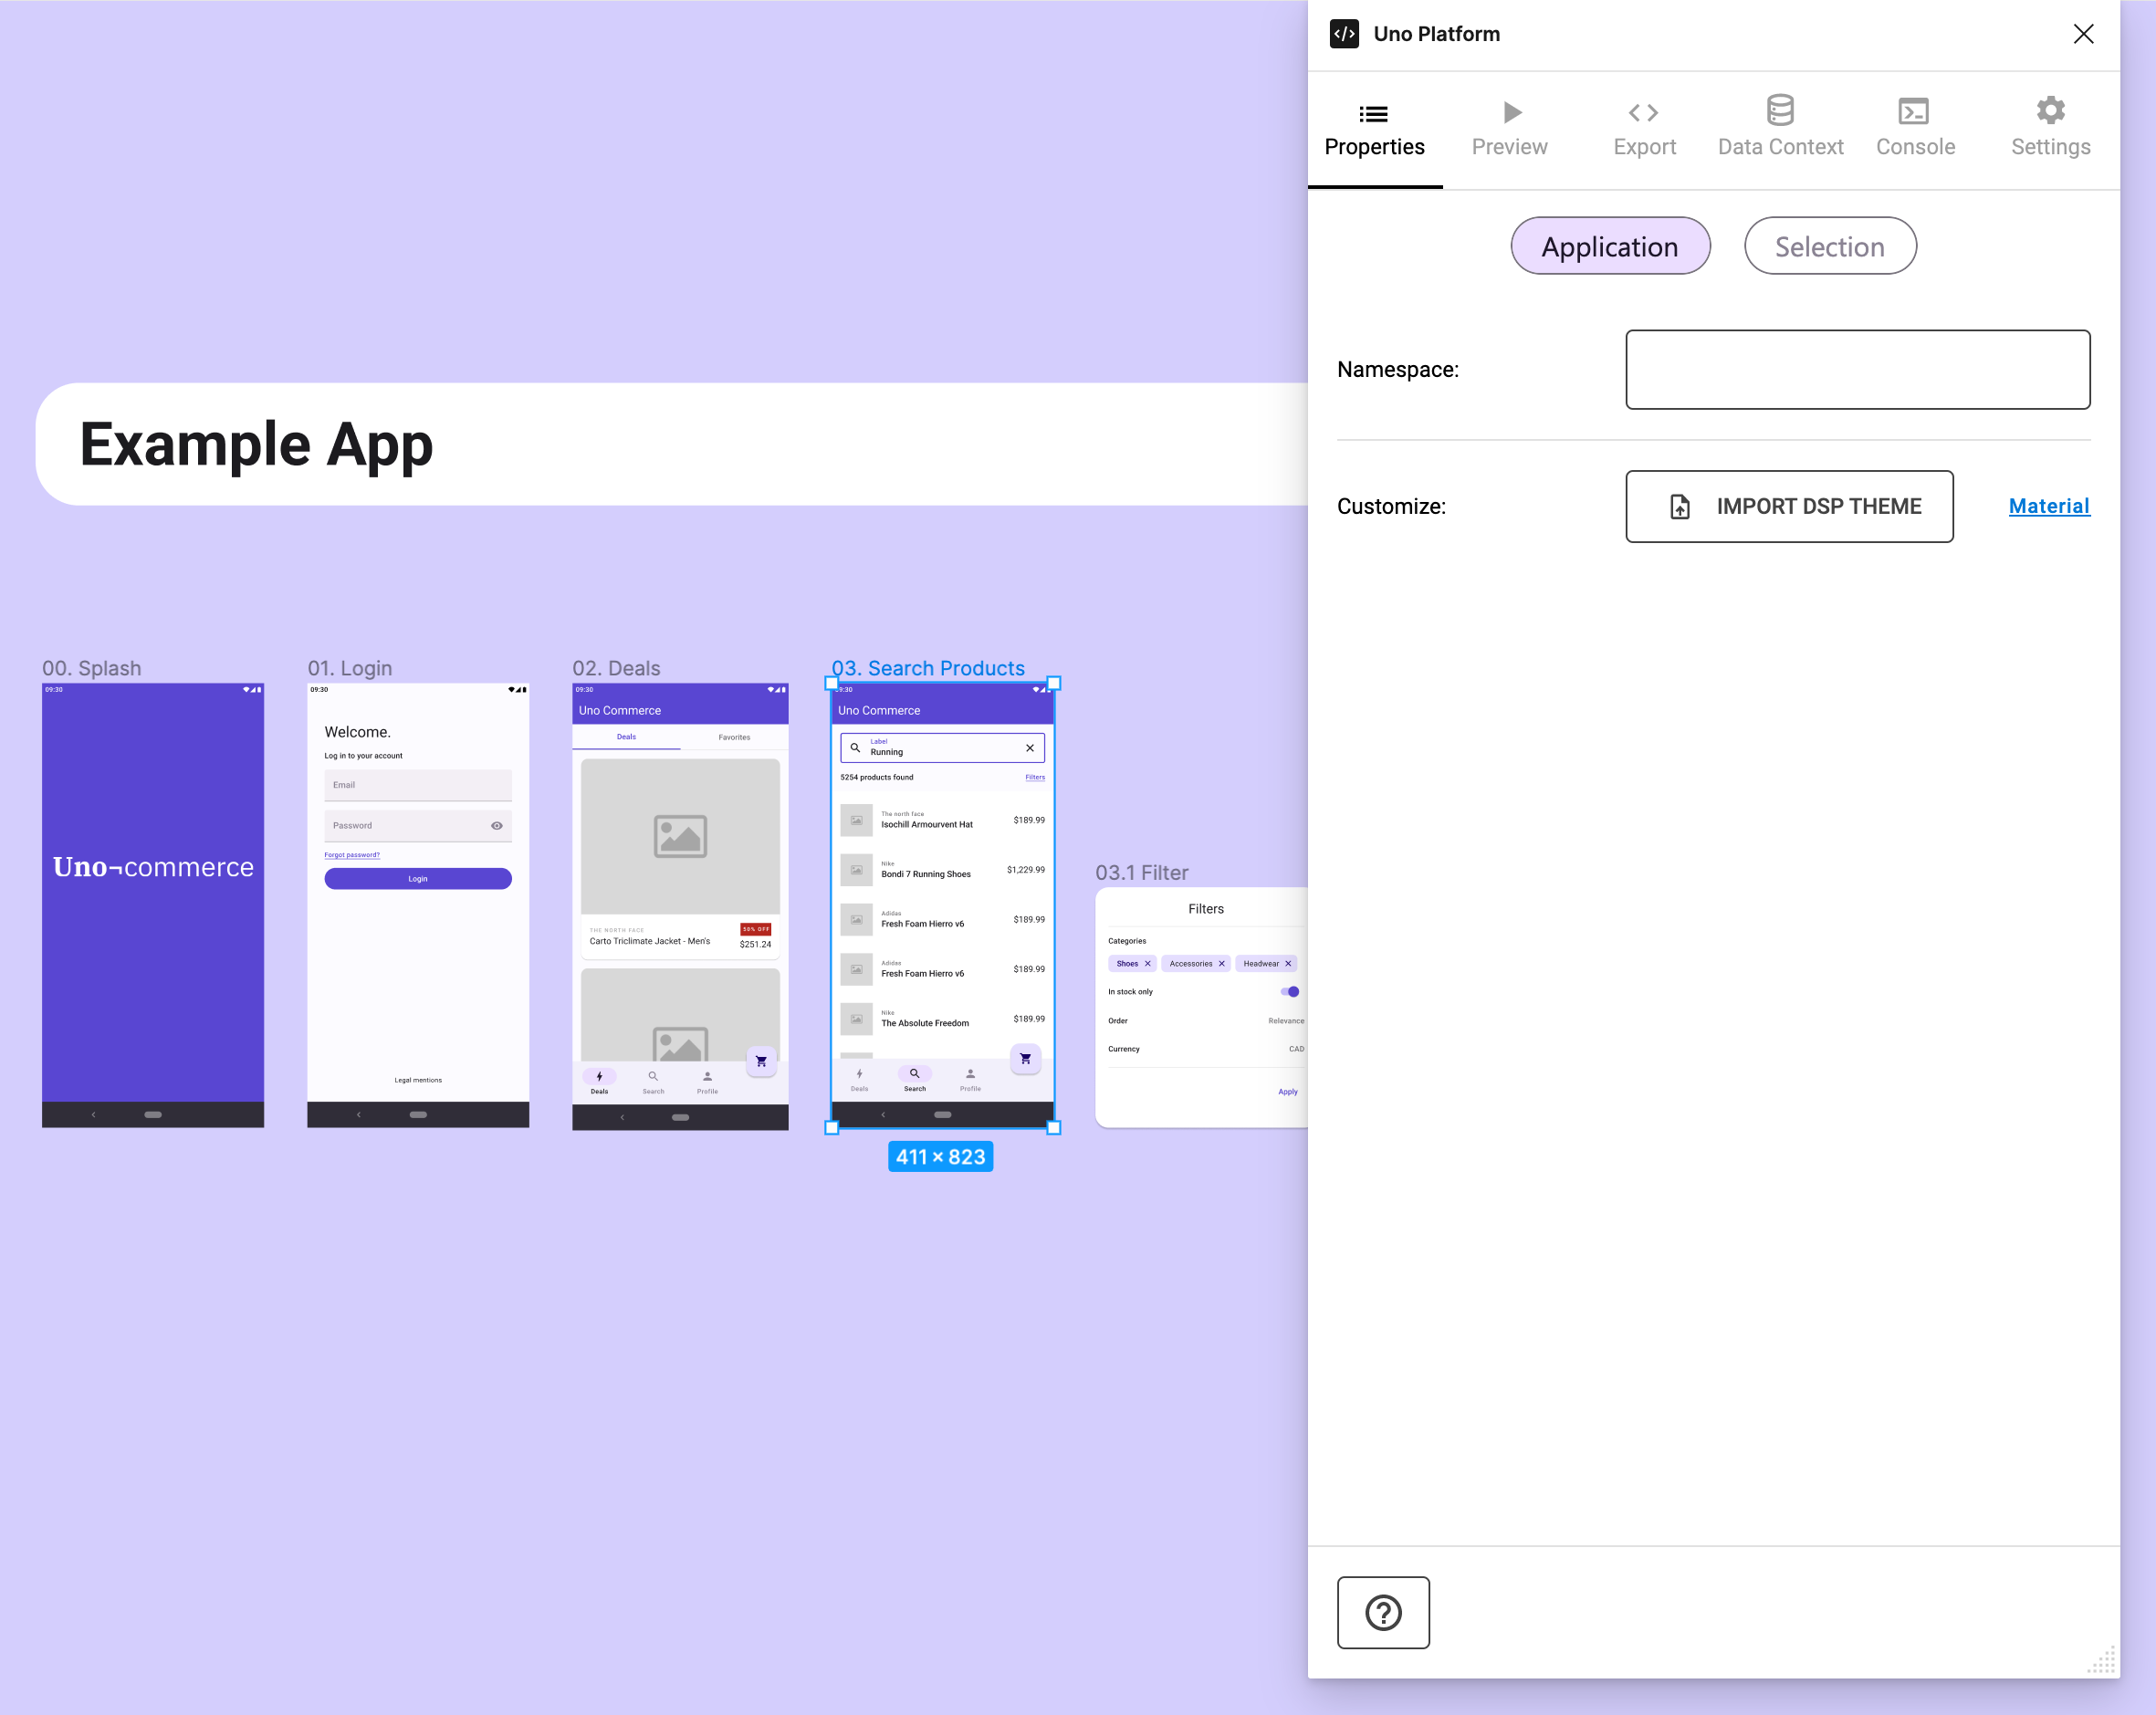 Uno Platform
Properties
Preview
Export
Data Context
Console
Settings
Application
Selection
Namespace:
Customize:
IMPORT DSP THEME
Material
Example App
00. Splash
09:30
Uno¬commerce
01. Login
09:30
Welcome.
Log in to your account
Email
Password
Forgot password?
Login
Legal mentions
02. Deals
09:30
Uno Commerce
Deals
Favorites
THE NORTH FACE
50% OFF
Carto Triclimate Jacket - Men's
$251.24
Deals
Search
Profile
03. Search Products
9:30
Uno Commerce
Label
Running
5254 products found
Filters
The north face
Isochill Armourvent Hat
$189.99
Nike
Bondi 7 Running Shoes
$1,229.99
Adidas
Fresh Foam Hierro v6
$189.99
Adidas
Fresh Foam Hierro v6
$189.99
Nike
The Absolute Freedom
$189.99
Deals
Search
Profile
411 × 823
03.1 Filter
Filters
Categories
Shoes
Accessories
Headwear
In stock only
Order
Relevance
Currency
CAD
Apply